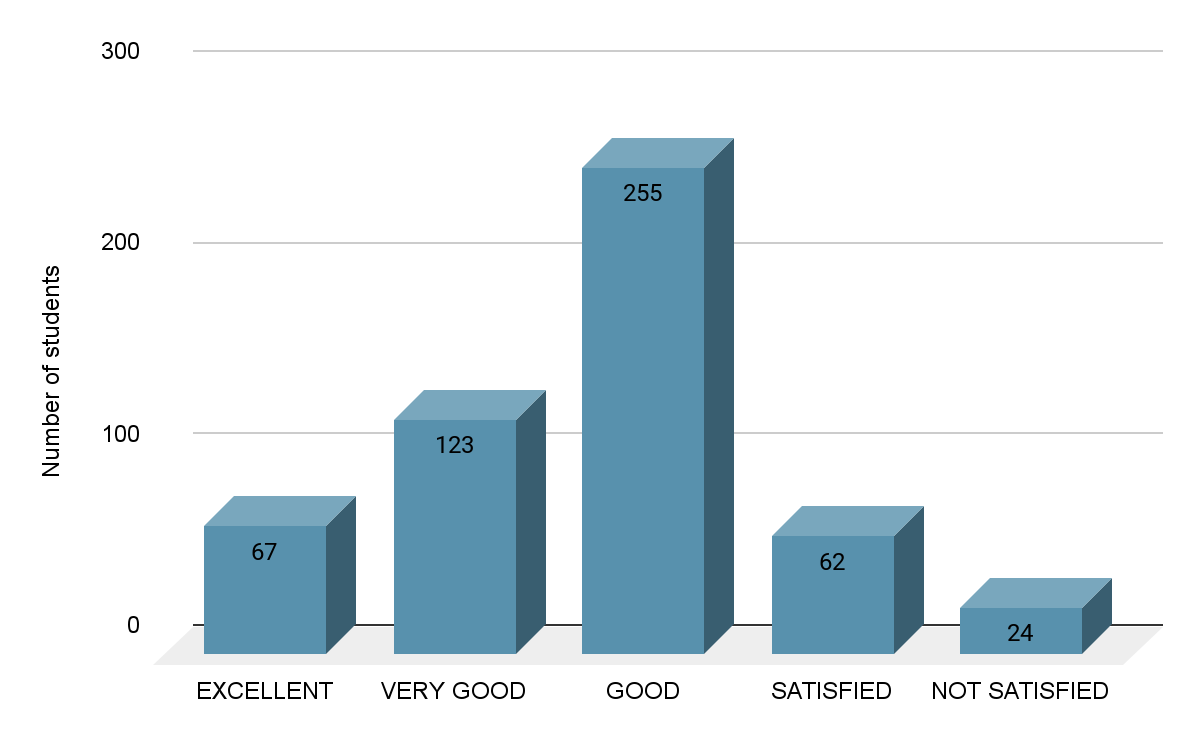 300
200
100
0
Number of students
67
123
255
62
24
EXCELLENT
VERY GOOD
GOOD
SATISFIED
NOT SATISFIED